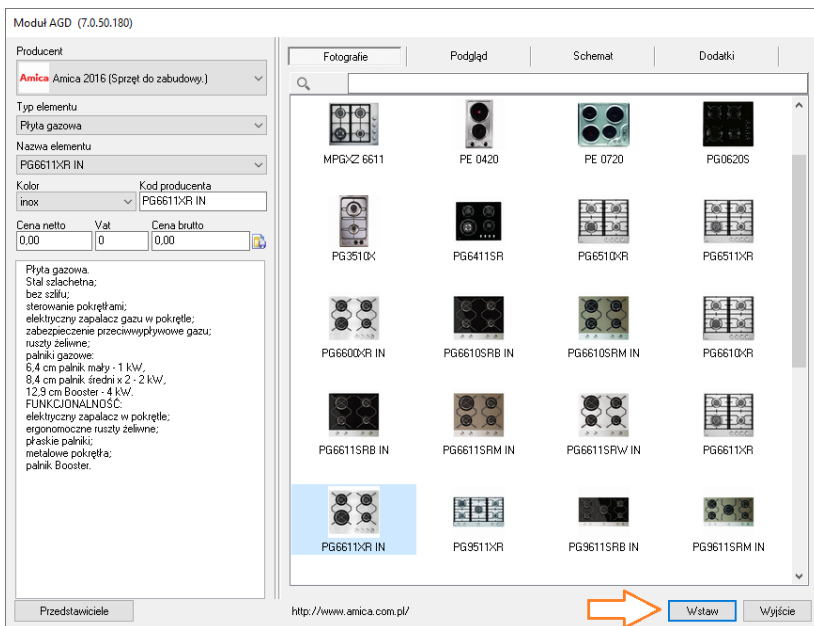 Moduł AGD (7.0.50.180)
Producent
Amica Amica 2016 (Sprzęt do zabudowy.)
Typ elementu
Płyta gazowa
Nazwa elementu
PG6611XR IN
Kolor Kod producenta
inox PG6611XR IN
Cena netto Vat Cena brutto
0,00 0 0,00
Płyta gazowa.
Stal szlachetna;
bez szlifu;
sterowanie pokrętłami;
elektryczny zapalacz gazu w pokrętle;
zabezpieczenie przeciwwypływowe gazu;
ruszty żeliwne;
palniki gazowe:
6,4 cm palnik mały - 1 kW,
8,4 cm palnik średni x 2 - 2 kW,
12,9 cm Booster - 4 kW.
FUNKCJONALNOŚĆ:
elektryczny zapalacz w pokrętle;
ergonomoczne ruszty żeliwne;
płaskie palniki;
metalowe pokrętła;
palnik Booster.
Przedstawiciele
Fotografie Podgląd Schemat Dodatki
MPGXZ 6611 PE 0420 PE 0720 PG0620S
PG3510X PG6411SR PG6510XR PG6511XR
PG6600XR IN PG6610SRB IN PG6610SRM IN PG6610XR
PG6611SRB IN PG6611SRM IN PG6611SRW IN PG6611XR
PG6611XR IN PG9511XR PG9611SRB IN PG9611SRM IN
http://www.amica.com.pl/ Wstaw Wyjście